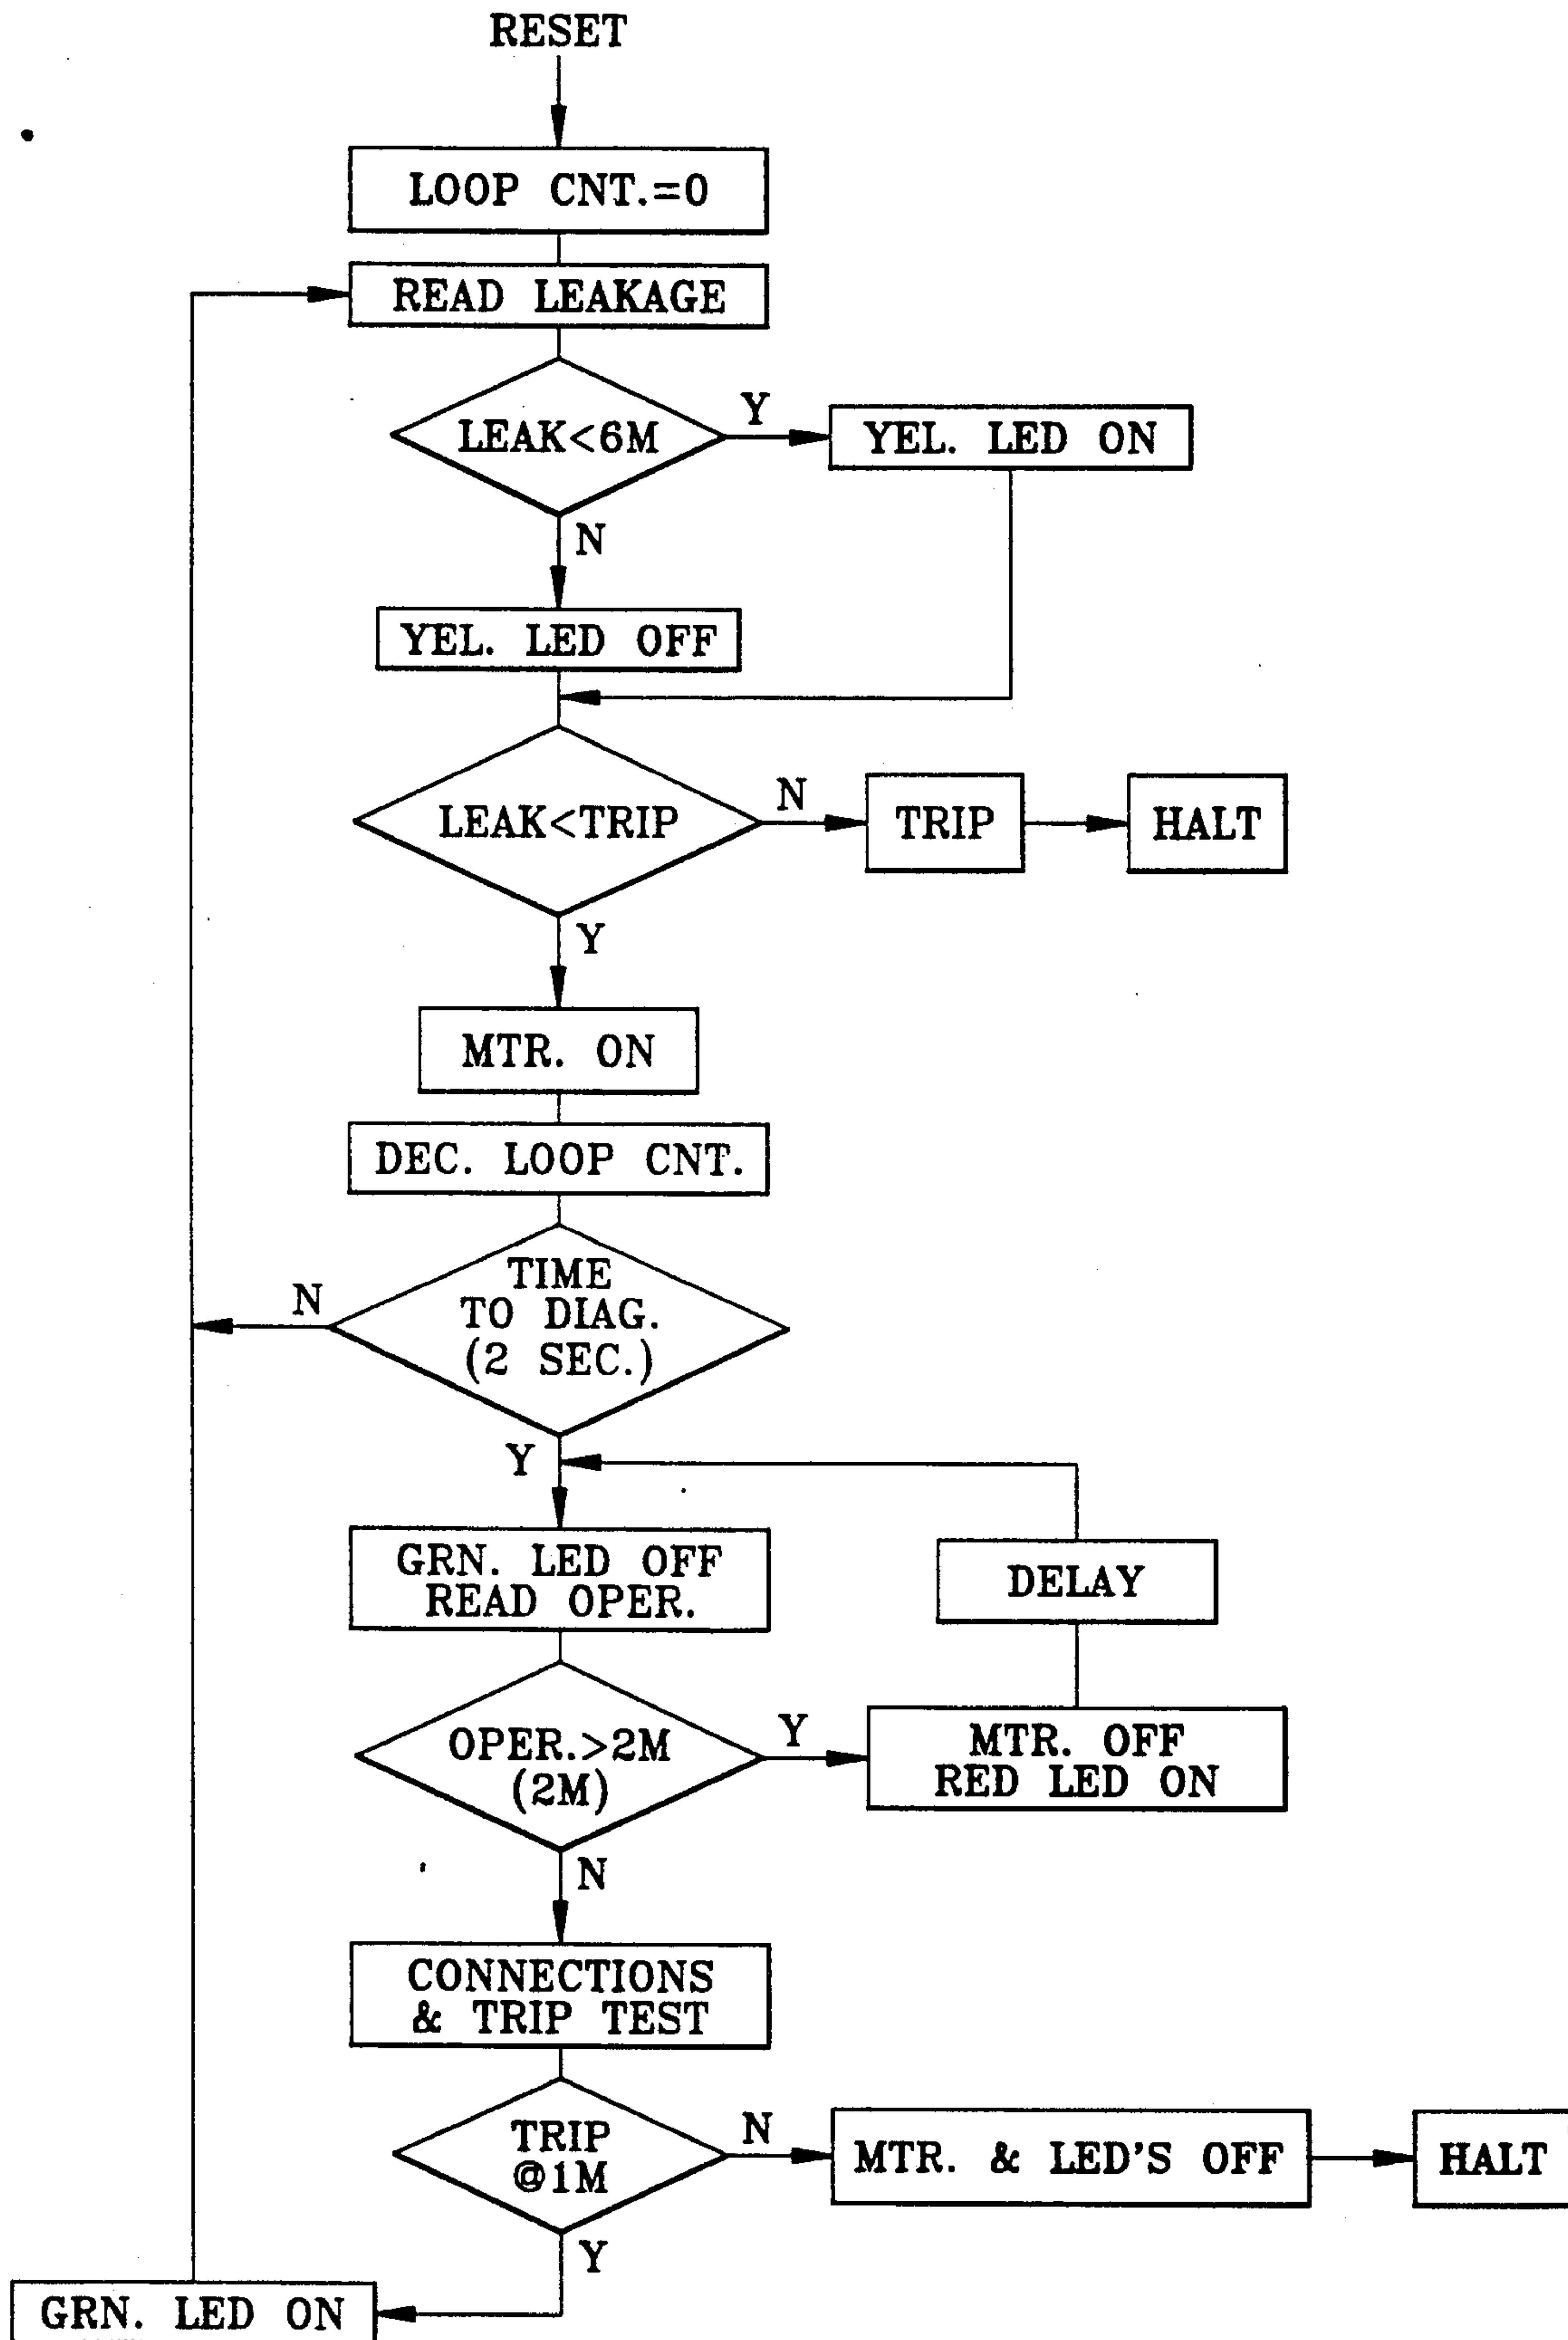 RESET
LOOP CNT.=0
READ LEAKAGE
LEAK<6M
Y
YEL. LED ON
N
YEL. LED OFF
LEAK<TRIP
N
TRIP
HALT
Y
MTR. ON
DEC. LOOP CNT.
TIME
TO DIAG.
(2 SEC.)
N
Y
GRN. LED OFF
READ OPER.
DELAY
OPER.>2M
(2M)
Y
MTR. OFF
RED LED ON
N
CONNECTIONS
& TRIP TEST
TRIP
@1M
N
MTR. & LED'S OFF
HALT
Y
GRN. LED ON